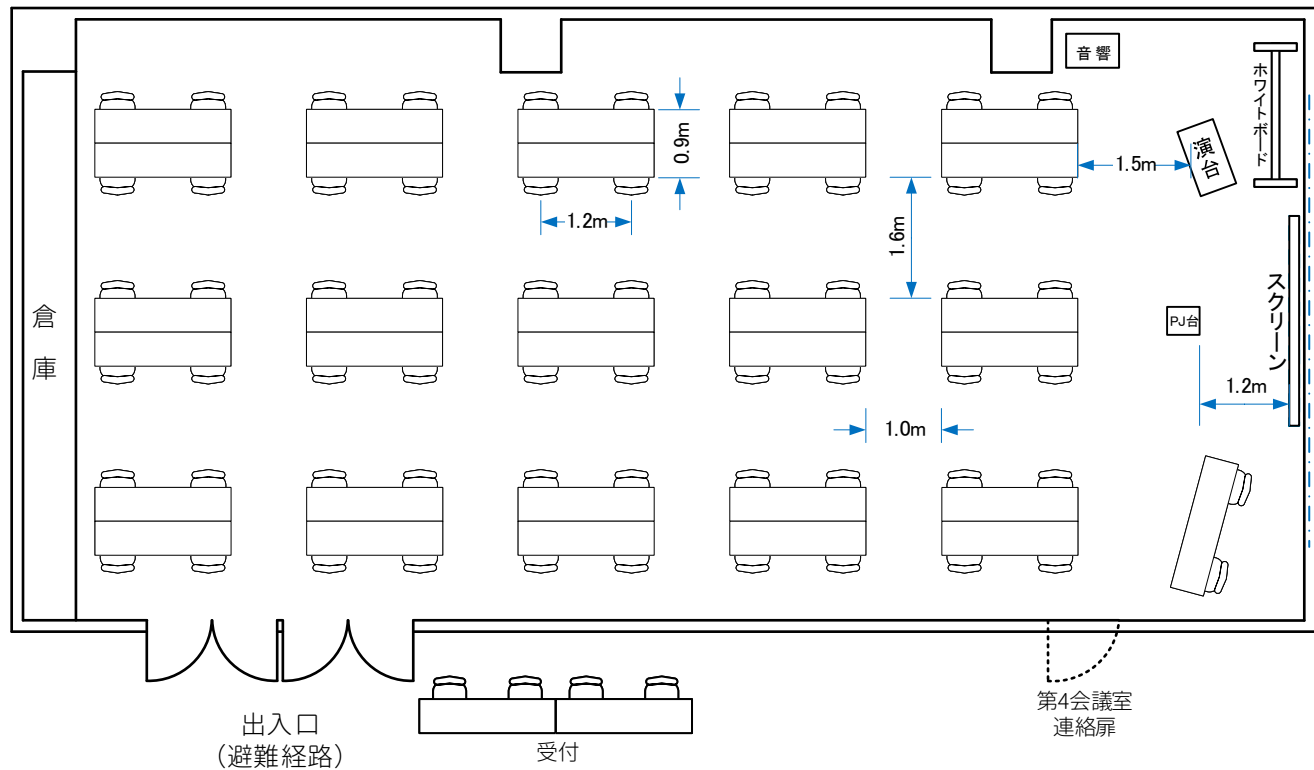 音響
ホワイトボード
演台
0.9m
1.5m
1.2m
1.6m
倉庫
PJ台
スクリーン
1.2m
1.0m
出入口
（避難経路）
受付
第4会議室
連絡扉